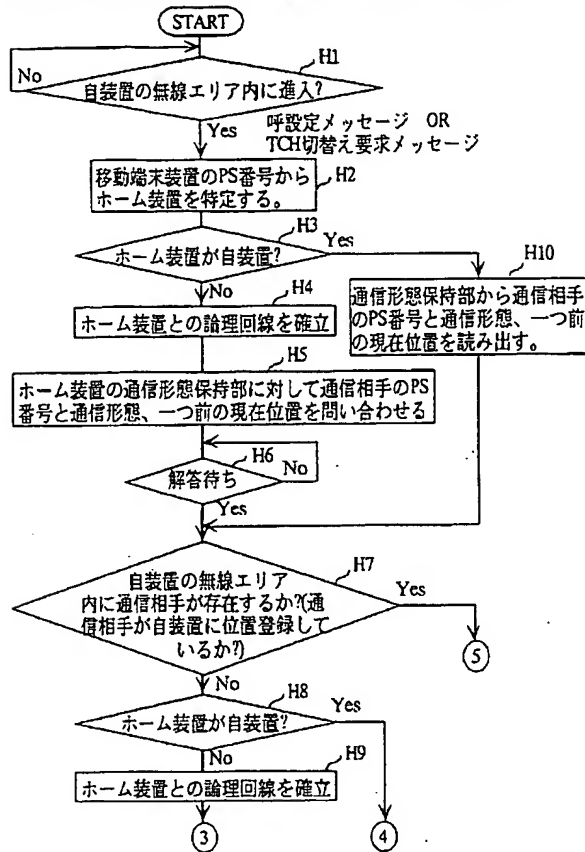 START
H1
No
自装置の無線エリア内に進入?
Yes
呼設定メッセージ OR
TCH切替え要求メッセージ
H2
移動端末装置のPS番号から
ホーム装置を特定する。
H3
ホーム装置が自装置?
Yes
No
H10
通信形態保持部から通信相手
のPS番号と通信形態、一つ前
の現在位置を読み出す。
H4
ホーム装置との論理回線を確立
H5
ホーム装置の通信形態保持部に対して通信相手のPS
番号と通信形態、一つ前の現在位置を問い合わせる
H6
解答待ち
No
Yes
H7
自装置の無線エリア
内に通信相手が存在するか?(通
信相手が自装置に位置登録して
いるか?)
Yes
⑤
No
H8
ホーム装置が自装置?
Yes
No
H9
ホーム装置との論理回線を確立
③
④